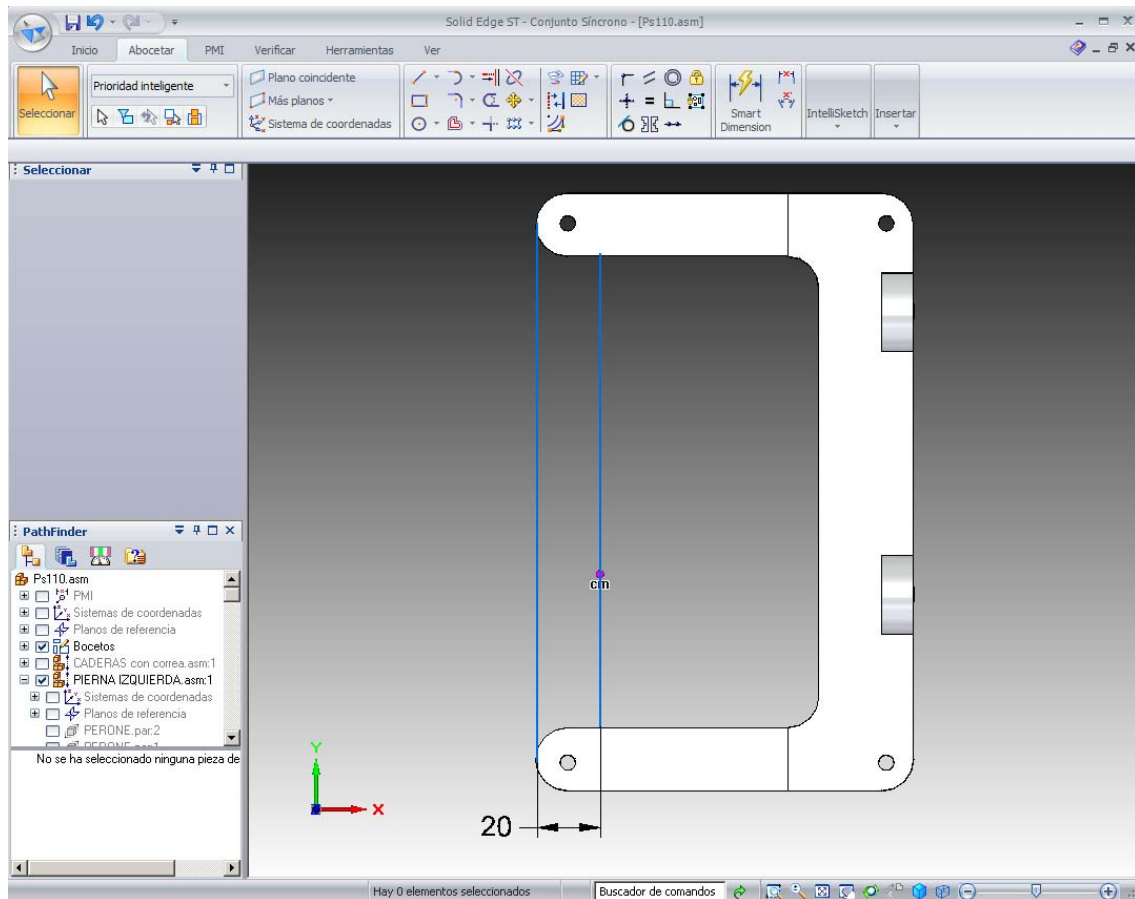 Solid Edge ST - Conjunto Síncrono - [Ps110.asm]
Inicio Abocetar PMI Verificar Herramientas Ver
Seleccionar
Prioridad inteligente
Plano coincidente
Más planos
Sistema de coordenadas
Smart Dimension
IntelliSketch
Insertar
Seleccionar
PathFinder
Ps110.asm
PMI
Sistemas de coordenadas
Planos de referencia
Bocetos
CADERAS con correa.asm:1
PIERNA IZQUIERDA.asm:1
Sistemas de coordenadas
Planos de referencia
PERONE.par:2
PERONE.par:1
No se ha seleccionado ninguna pieza de
cm
Y
X
20
Hay 0 elementos seleccionados
Buscador de comandos